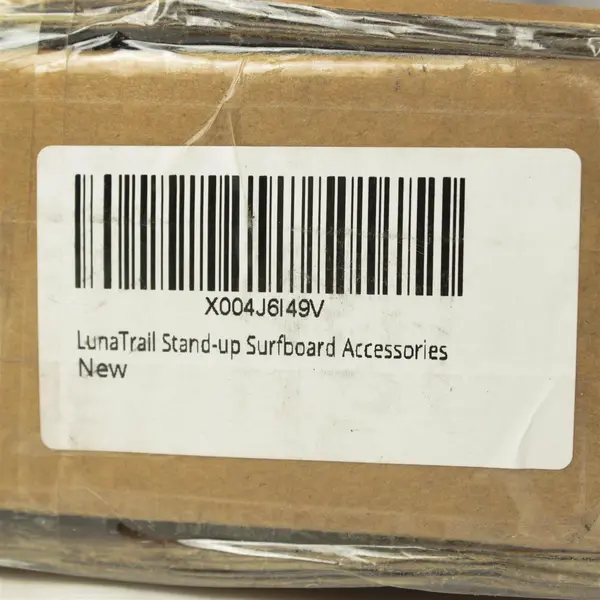 X004J6I49V
LunaTrail Stand-up Surfboard Accessories
New